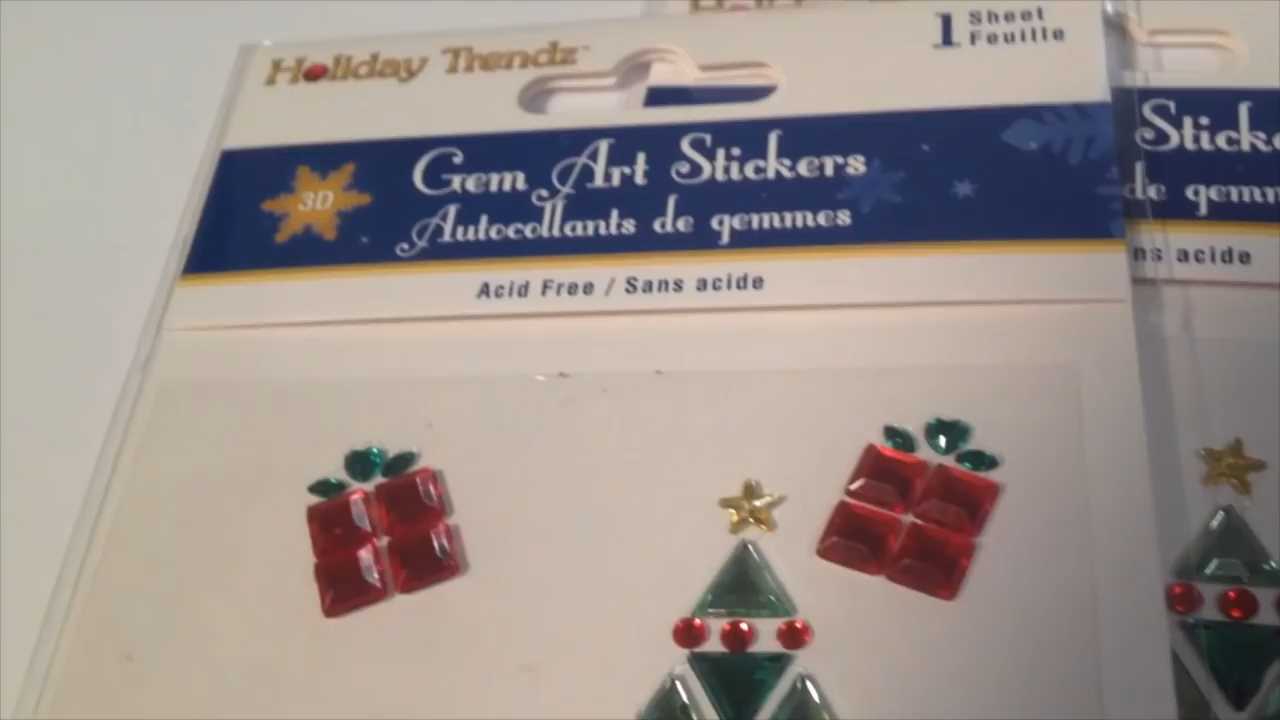 Holiday Trendz
1 Sheet
Feuille
3D
Gem Art Stickers
Autocollants de gemmes
Acid Free / Sans acide
Stick
de gemm
ns acide